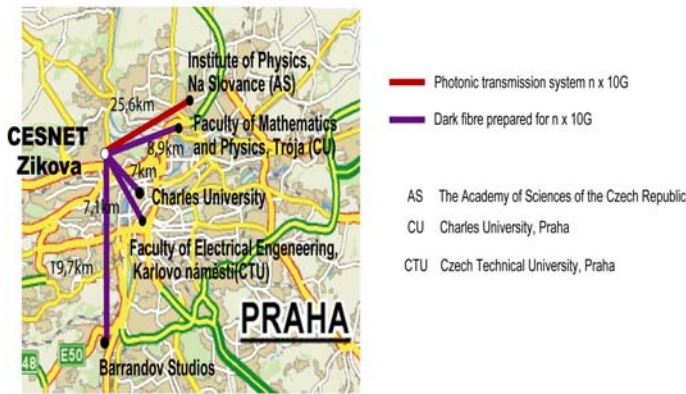 Institute of Physics,
Na Slovance (AS)
25,6km
CESNET
Zikova
Faculty of Mathematics
and Pfysics, Trója (CU)
8,9km
7km
Charles University
7,1km
Faculty of Electrical Engeneering,
Karlovo náměstí(CTU)
19,7km
PRAHA
E50
48
Barrandov Studios
Photonic transmission system n x 10G
Dark fibre prepared for n x 10G
AS The Academy of Sciences of the Czech Republic
CU Charles University, Praha
CTU Czech Technical University, Praha